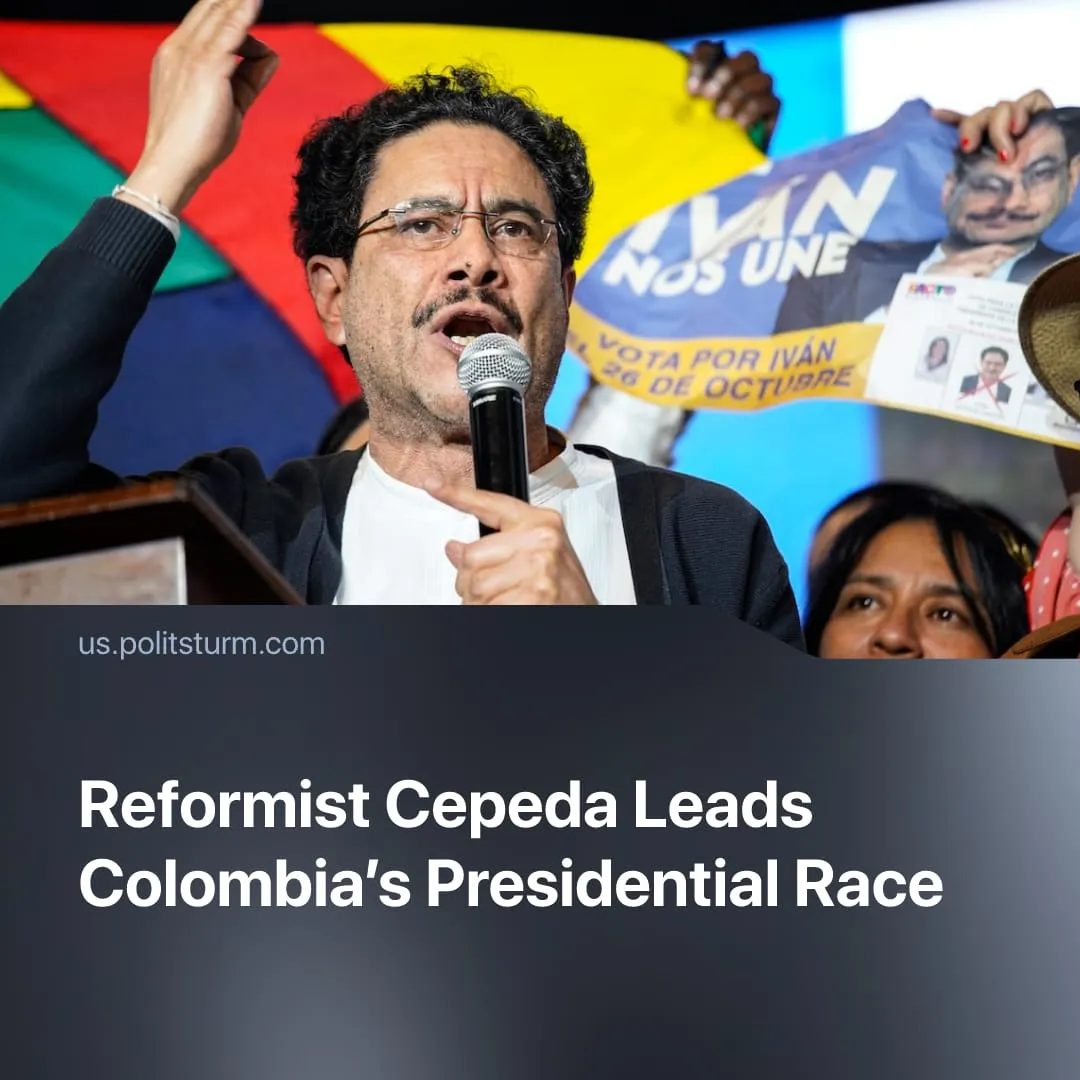 IVÁN
NOS UNE
VOTA POR IVÁN
26 DE OCTUBRE
us.politsturm.com
Reformist Cepeda Leads
Colombia’s Presidential Race